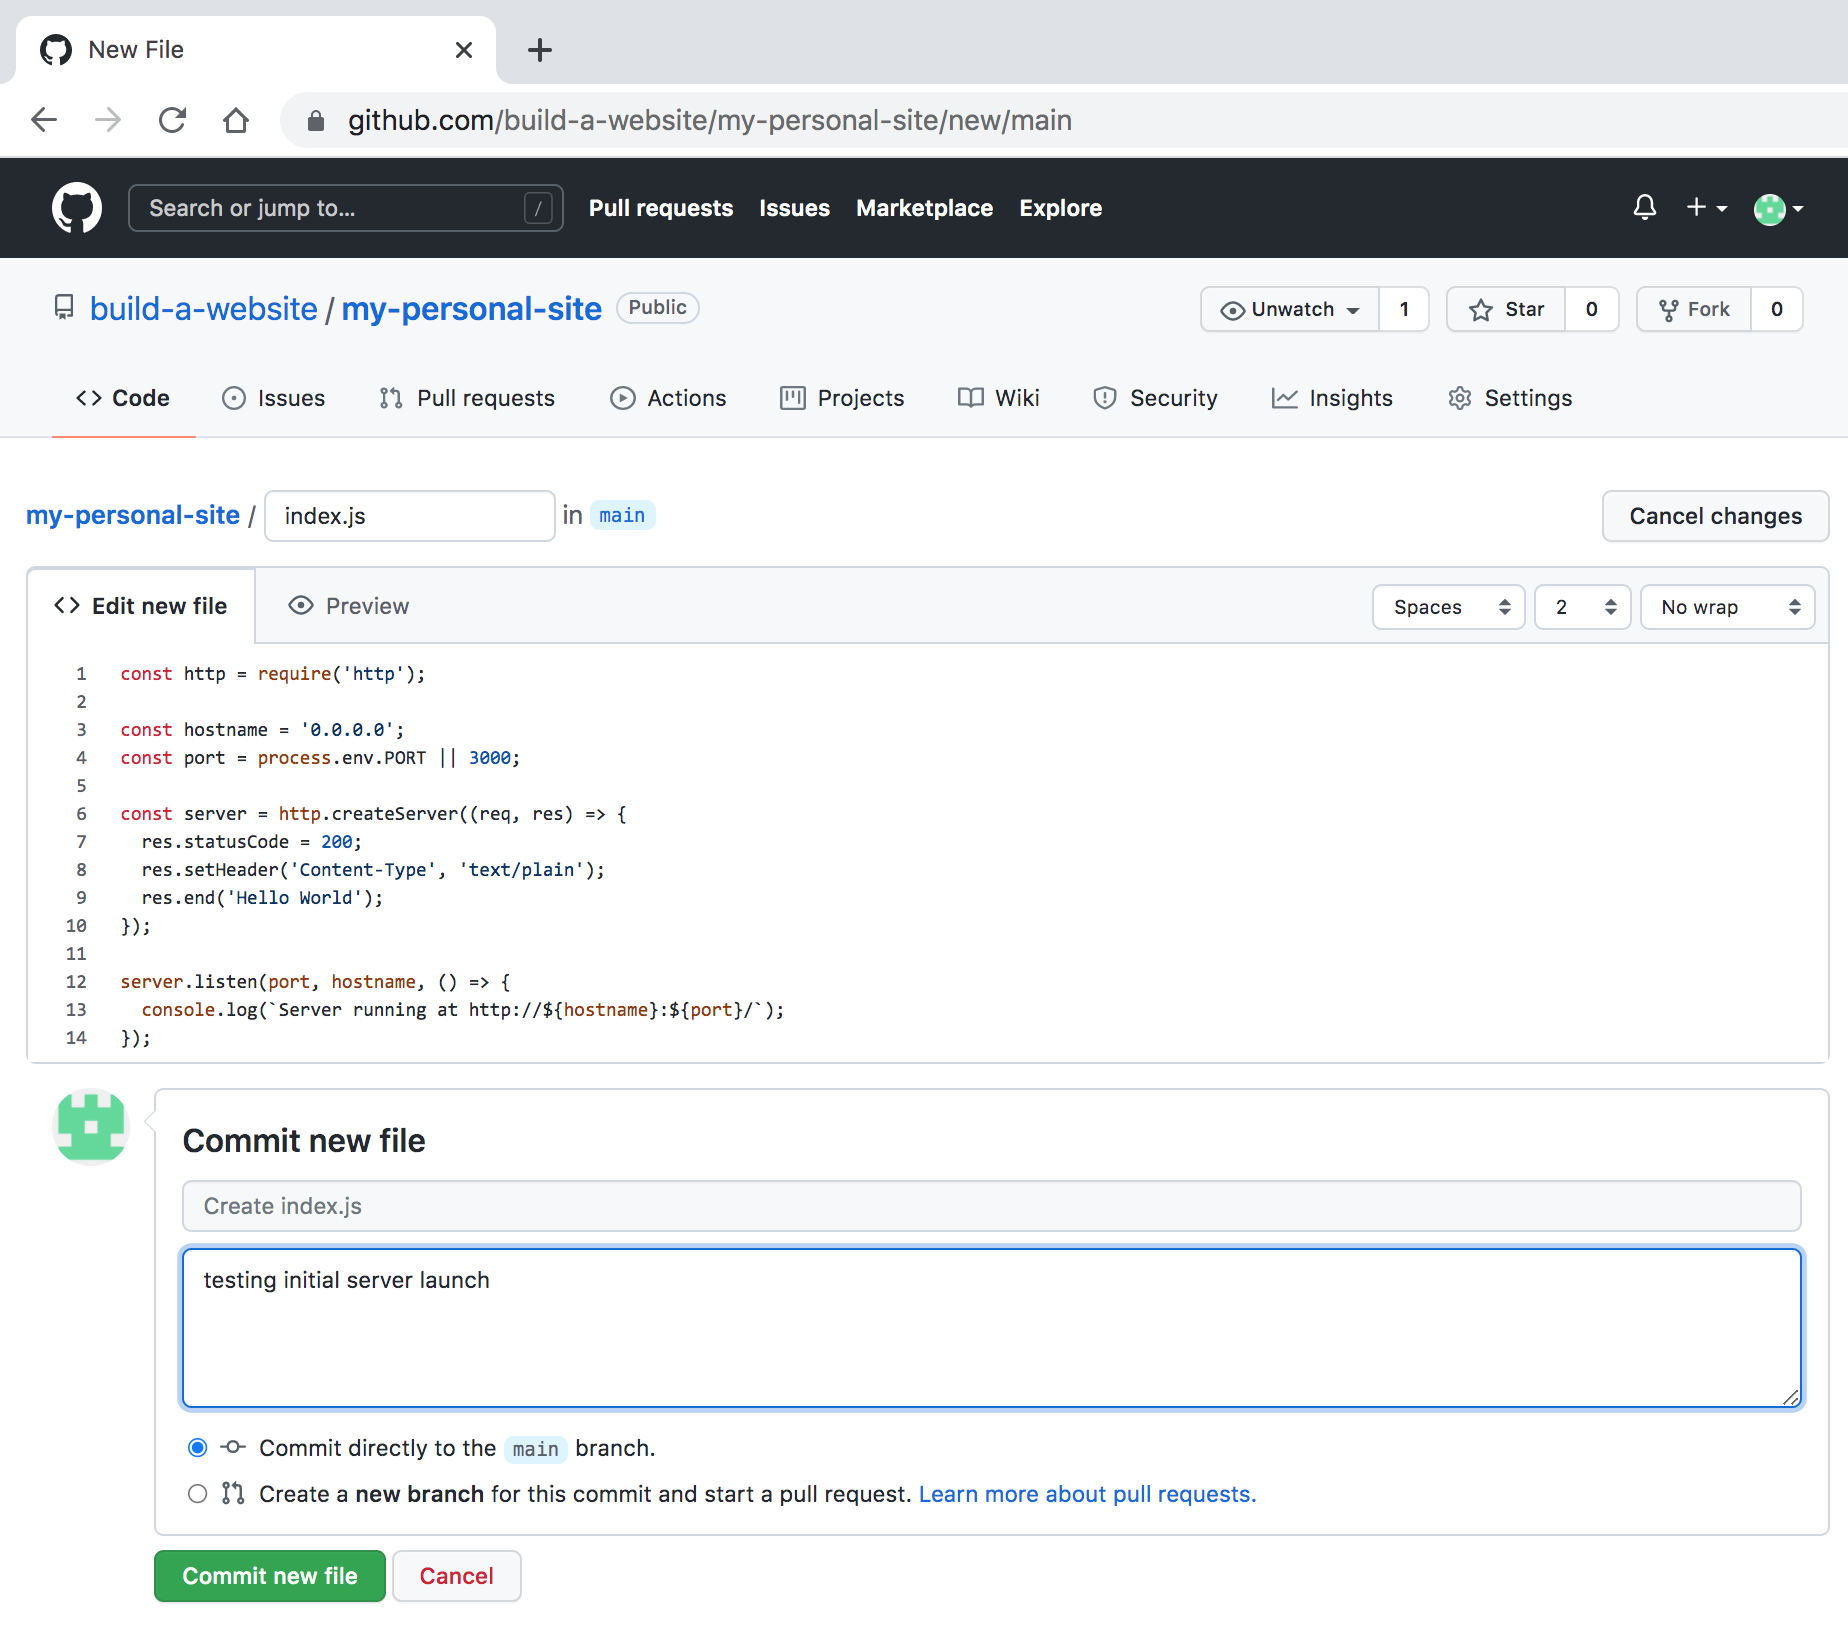 New File
github.com/build-a-website/my-personal-site/new/main
Search or jump to... / Pull requests Issues Marketplace Explore
build-a-website / my-personal-site Public Unwatch 1 Star 0 Fork 0
Code Issues Pull requests Actions Projects Wiki Security Insights Settings
my-personal-site / index.js in main Cancel changes
Edit new file Preview Spaces 2 No wrap
1 const http = require('http');
2
3 const hostname = '0.0.0.0';
4 const port = process.env.PORT || 3000;
5
6 const server = http.createServer((req, res) => {
7   res.statusCode = 200;
8   res.setHeader('Content-Type', 'text/plain');
9   res.end('Hello World');
10 });
11
12 server.listen(port, hostname, () => {
13   console.log(`Server running at http://${hostname}:${port}/`);
14 });
Commit new file
Create index.js
testing initial server launch
Commit directly to the main branch.
Create a new branch for this commit and start a pull request. Learn more about pull requests.
Commit new file Cancel